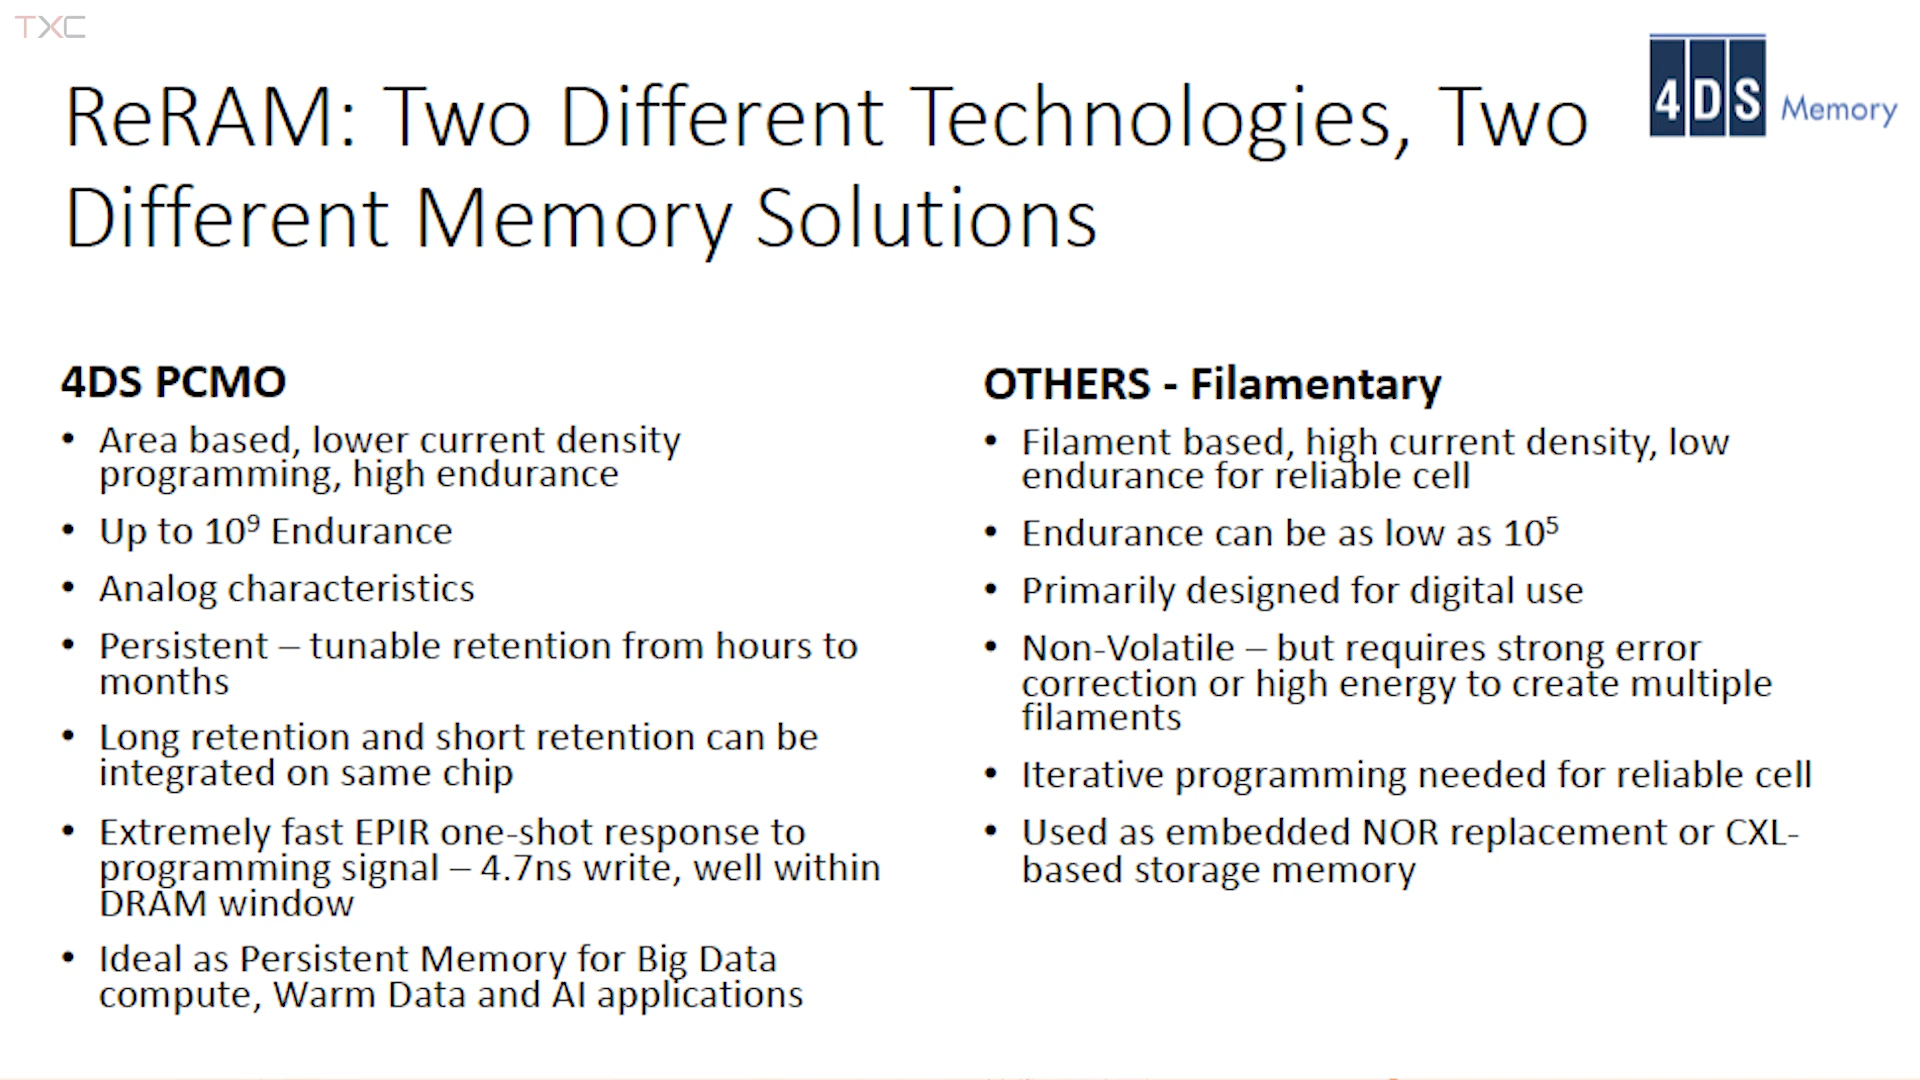 TXC
4DS Memory
ReRAM: Two Different Technologies, Two
Different Memory Solutions
4DS PCMO
• Area based, lower current density
programming, high endurance
• Up to 10⁹ Endurance
• Analog characteristics
• Persistent – tunable retention from hours to
months
• Long retention and short retention can be
integrated on same chip
• Extremely fast EPIR one-shot response to
programming signal – 4.7ns write, well within
DRAM window
• Ideal as Persistent Memory for Big Data
compute, Warm Data and AI applications
OTHERS - Filamentary
• Filament based, high current density, low
endurance for reliable cell
• Endurance can be as low as 10⁵
• Primarily designed for digital use
• Non-Volatile – but requires strong error
correction or high energy to create multiple
filaments
• Iterative programming needed for reliable cell
• Used as embedded NOR replacement or CXL-
based storage memory